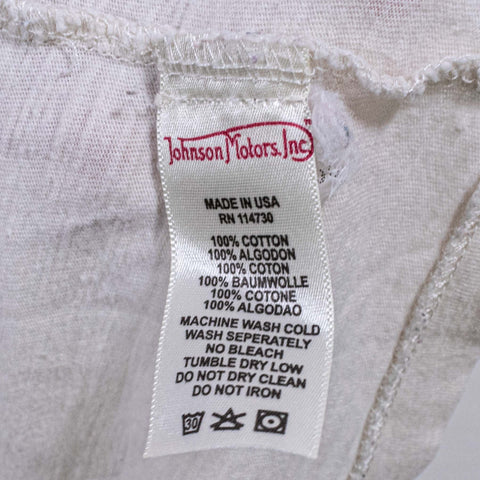 Johnson Motors, Inc.™
MADE IN USA
RN 114730
100% COTTON
100% ALGODON
100% COTON
100% BAUMWOLLE
100% COTONE
100% ALGODAO
MACHINE WASH COLD
WASH SEPERATELY
NO BLEACH
TUMBLE DRY LOW
DO NOT DRY CLEAN
DO NOT IRON
30